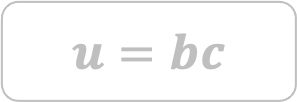 u = bc